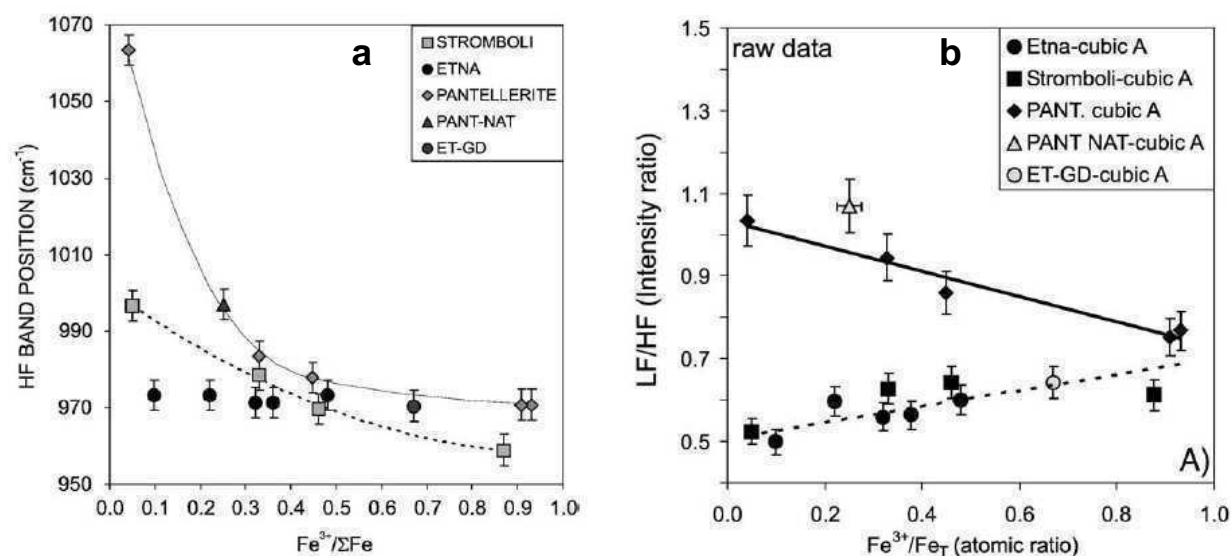 a
STROMBOLI
ETNA
PANTELLERITE
PANT-NAT
ET-GD
HF BAND POSITION (cm⁻¹)
1070
1050
1030
1010
990
970
950
0.0 0.1 0.2 0.3 0.4 0.5 0.6 0.7 0.8 0.9 1.0
Fe³⁺/ΣFe
raw data
b
Etna-cubic A
Stromboli-cubic A
PANT. cubic A
PANT NAT-cubic A
ET-GD-cubic A
LF/HF (Intensity ratio)
1.5
1.3
1.1
0.9
0.7
0.5
A)
0.0 0.2 0.4 0.6 0.8 1.0
Fe³⁺/Feᴛ (atomic ratio)